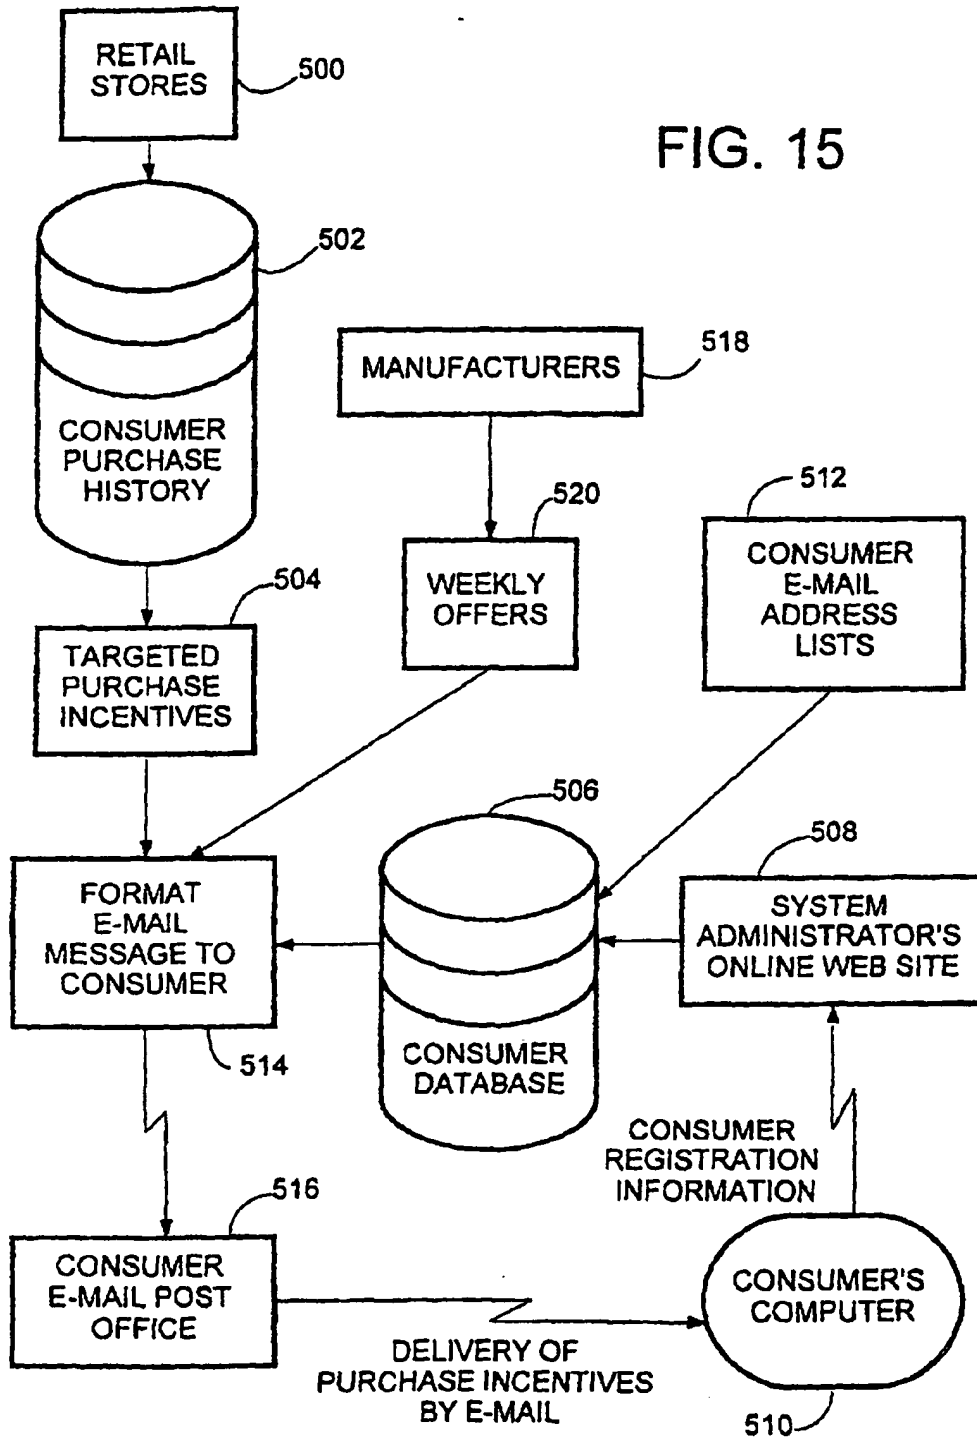 RETAIL
STORES
500
FIG. 15
502
CONSUMER
PURCHASE
HISTORY
MANUFACTURERS
518
504
TARGETED
PURCHASE
INCENTIVES
520
WEEKLY
OFFERS
512
CONSUMER
E-MAIL
ADDRESS
LISTS
506
CONSUMER
DATABASE
508
SYSTEM
ADMINISTRATOR'S
ONLINE WEB SITE
FORMAT
E-MAIL
MESSAGE TO
CONSUMER
514
CONSUMER
REGISTRATION
INFORMATION
516
CONSUMER
E-MAIL POST
OFFICE
DELIVERY OF
PURCHASE INCENTIVES
BY E-MAIL
CONSUMER'S
COMPUTER
510